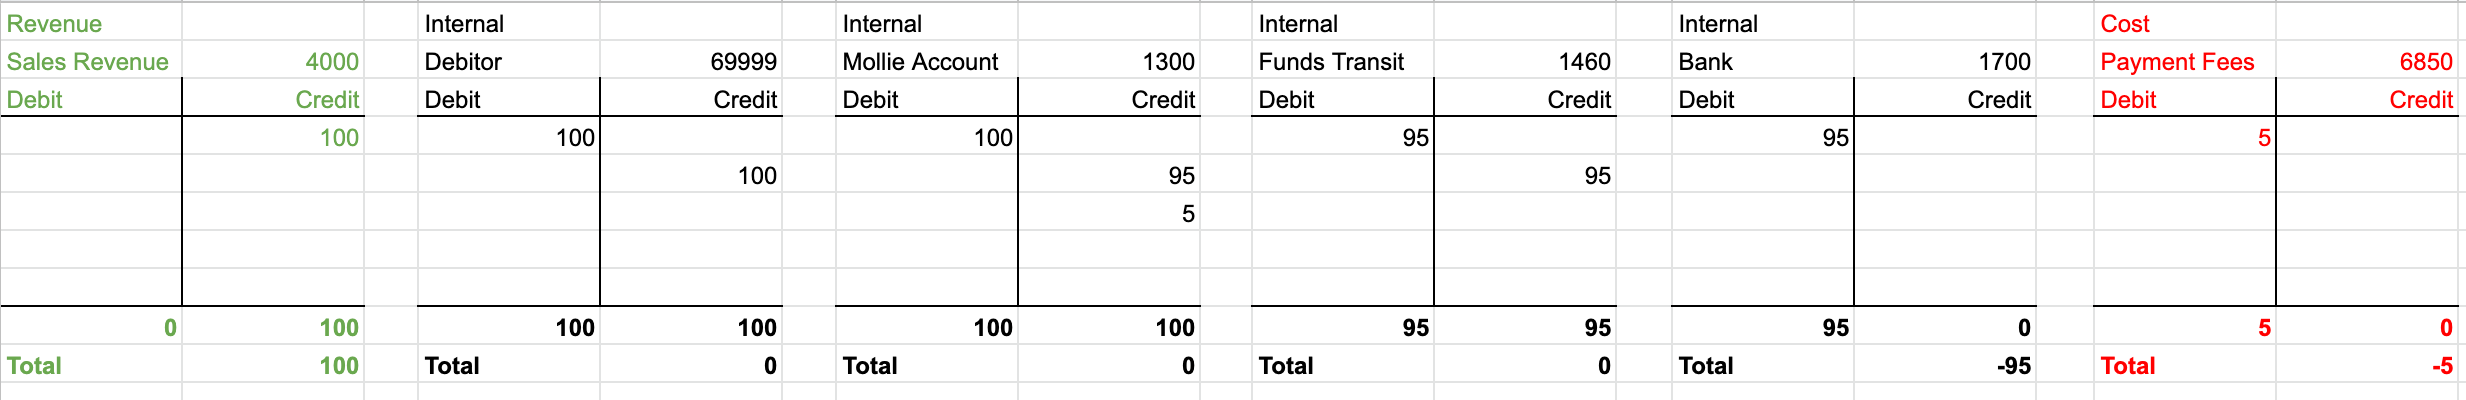 Revenue Internal Internal Internal Internal Cost
Sales Revenue 4000 Debitor 69999 Mollie Account 1300 Funds Transit 1460 Bank 1700 Payment Fees 6850
Debit Credit Debit Credit Debit Credit Debit Credit Debit Credit Debit Credit
100 100 100 95 95 5
100 95 95
5
0 100 100 100 100 100 95 95 95 0 5 0
Total 100 Total 0 Total 0 Total 0 Total -95 Total -5